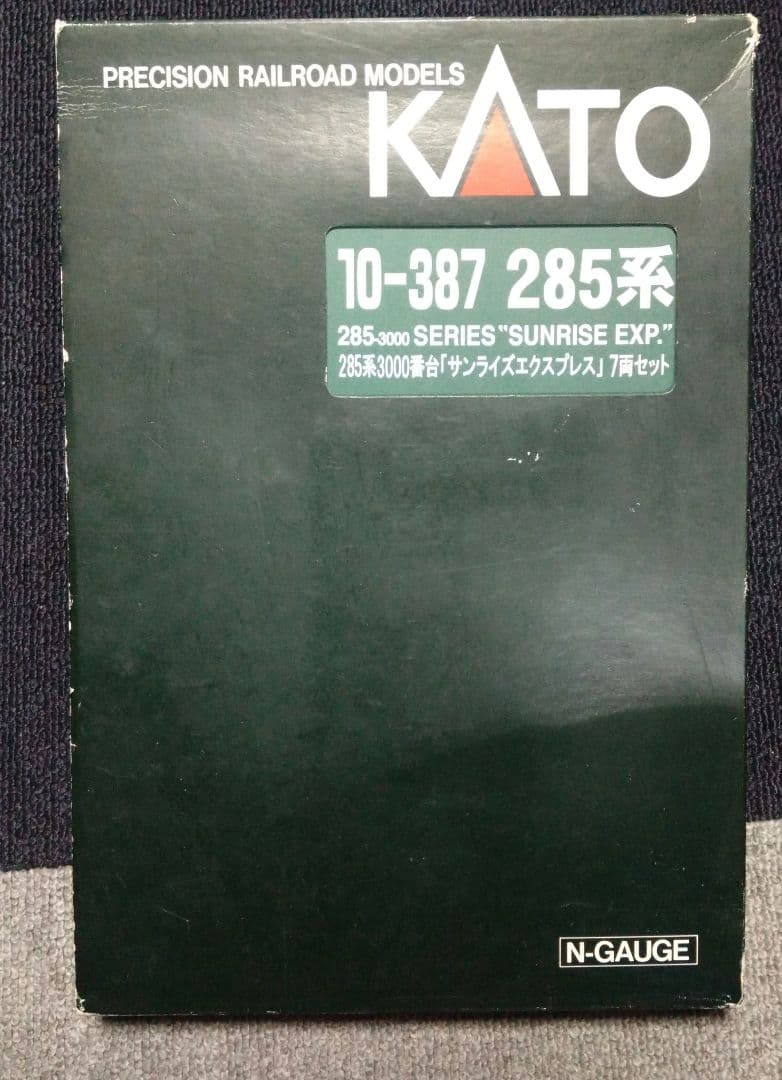 PRECISION RAILROAD MODELS
KATO
10-387 285系
285-3000 SERIES "SUNRISE EXP."
285系3000番台「サンライズエクスプレス」7両セット
N-GAUGE